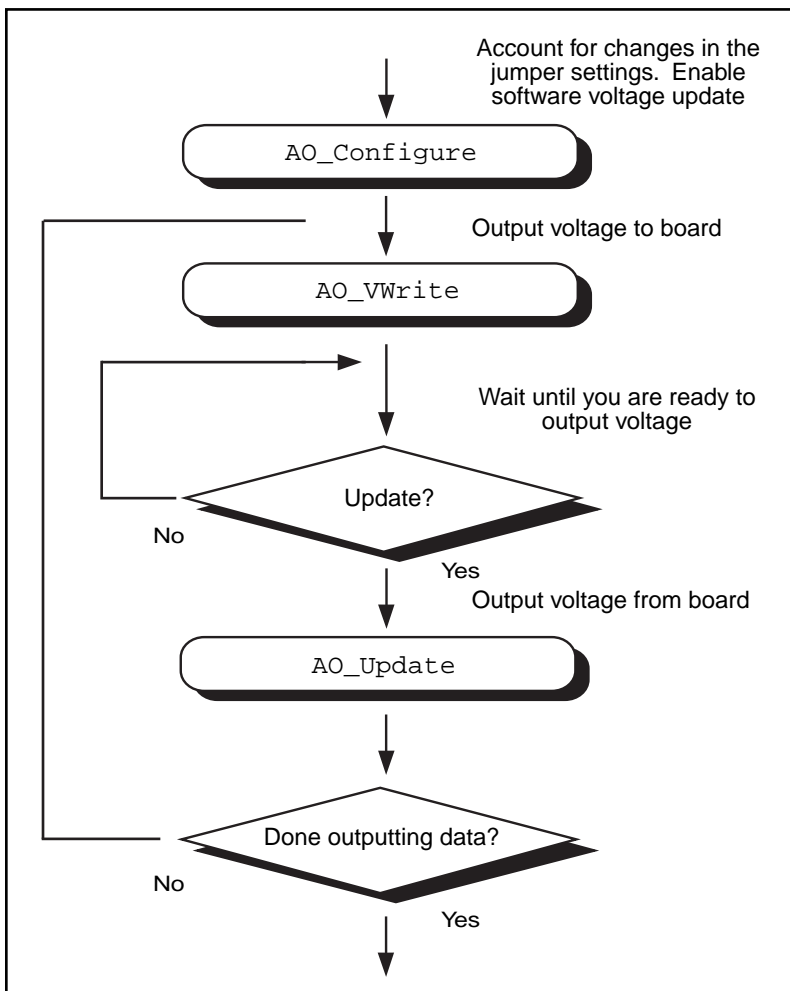 Account for changes in the
jumper settings. Enable
software voltage update
AO_Configure
Output voltage to board
AO_VWrite
Wait until you are ready to
output voltage
Update?
No
Yes
Output voltage from board
AO_Update
Done outputting data?
No
Yes